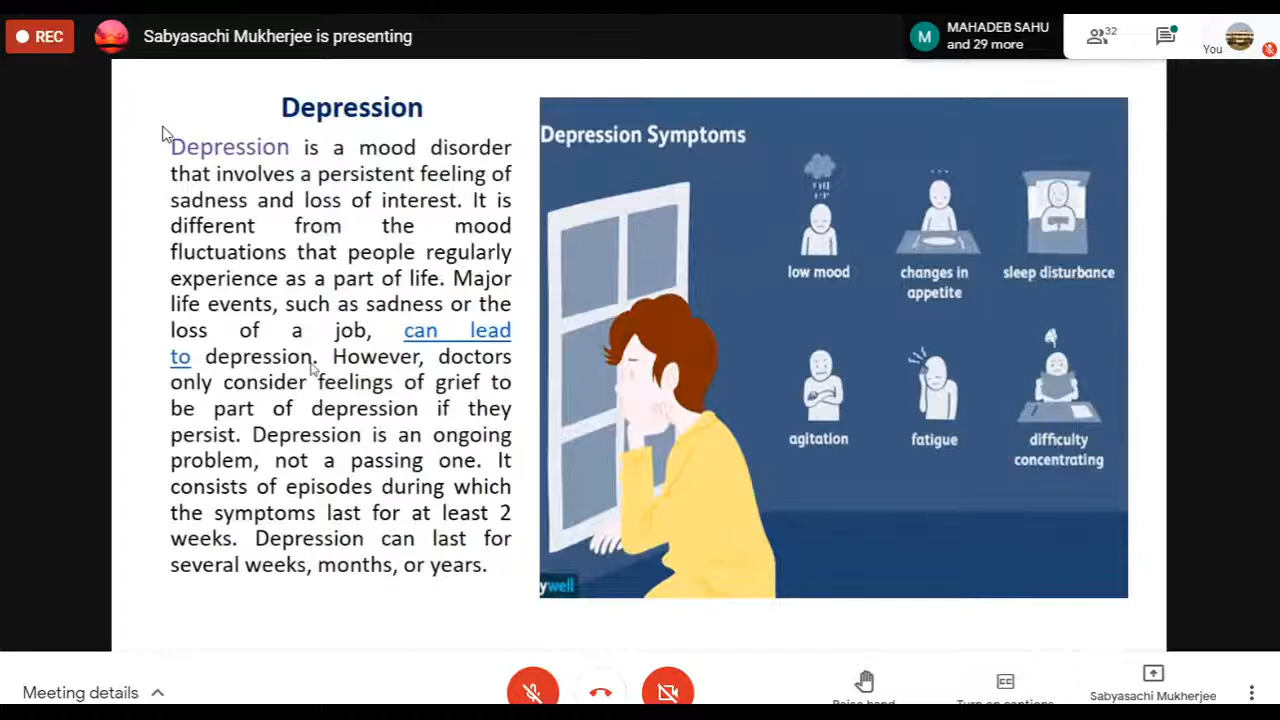 REC
Sabyasachi Mukherjee is presenting
M
MAHADEB SAHU
and 29 more
32
You
Depression
Depression is a mood disorder
that involves a persistent feeling of
sadness and loss of interest. It is
different from the mood
fluctuations that people regularly
experience as a part of life. Major
life events, such as sadness or the
loss of a job, can lead
to depression. However, doctors
only consider feelings of grief to
be part of depression if they
persist. Depression is an ongoing
problem, not a passing one. It
consists of episodes during which
the symptoms last for at least 2
weeks. Depression can last for
several weeks, months, or years.
Depression Symptoms
low mood
changes in
appetite
sleep disturbance
agitation
fatigue
difficulty
concentrating
ywell
Meeting details
Raise hand
CC
Turn on captions
Sabyasachi Mukherjee